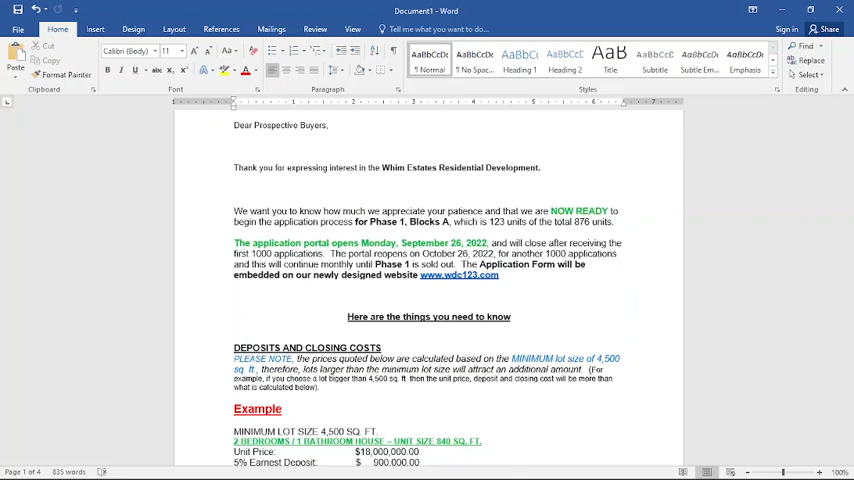 Document1 - Word
Sign in
Share
File
Home
Insert
Design
Layout
References
Mailings
Review
View
Tell me what you want to do...
Cut
Copy
Paste
Format Painter
Clipboard
Calibri (Body)
11
Font
Paragraph
AaBbCcDc AaBbCcDc AaBbCc AaBbCcC AaB AaBbCcD AaBbCcDc AaBbCcDc
¶ Normal ¶ No Spac... Heading 1 Heading 2 Title Subtitle Subtle Em... Emphasis
Styles
Find
Replace
Select
Editing
1 1 2 3 4 5 6 7
Dear Prospective Buyers,
Thank you for expressing interest in the Whim Estates Residential Development.
We want you to know how much we appreciate your patience and that we are NOW READY to
begin the application process for Phase 1, Blocks A, which is 123 units of the total 876 units.
The application portal opens Monday, September 26, 2022, and will close after receiving the
first 1000 applications. The portal reopens on October 26, 2022, for another 1000 applications
and this will continue monthly until Phase 1 is sold out. The Application Form will be
embedded on our newly designed website www.wdc123.com
Here are the things you need to know
DEPOSITS AND CLOSING COSTS
PLEASE NOTE, the prices quoted below are calculated based on the MINIMUM lot size of 4,500
sq. ft., therefore, lots larger than the minimum lot size will attract an additional amount. (For
example, if you choose a lot bigger than 4,500 sq. ft. then the unit price, deposit and closing cost will be more than
what is calculated below).
Example
MINIMUM LOT SIZE 4,500 SQ. FT.
2 BEDROOMS / 1 BATHROOM HOUSE – UNIT SIZE 840 SQ. FT.
Unit Price: $18,000,000.00
5% Earnest Deposit: $ 900,000.00
Page 1 of 4 835 words
100%